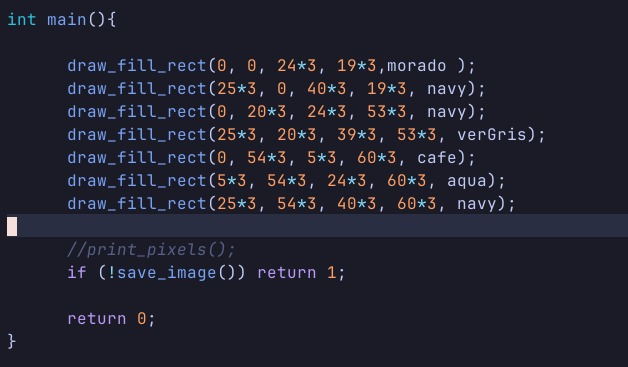 int main(){
draw_fill_rect(0, 0, 24*3, 19*3,morado );
draw_fill_rect(25*3, 0, 40*3, 19*3, navy);
draw_fill_rect(0, 20*3, 24*3, 53*3, navy);
draw_fill_rect(25*3, 20*3, 39*3, 53*3, verGris);
draw_fill_rect(0, 54*3, 5*3, 60*3, cafe);
draw_fill_rect(5*3, 54*3, 24*3, 60*3, aqua);
draw_fill_rect(25*3, 54*3, 40*3, 60*3, navy);
//print_pixels();
if (!save_image()) return 1;
return 0;
}